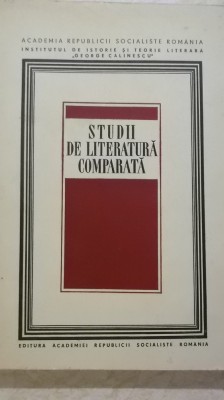 ACADEMIA REPUBLICII SOCIALISTE ROMÂNIA
INSTITUTUL DE ISTORIE ȘI TEORIE LITERARĂ
„GEORGE CĂLINESCU”
STUDII
DE LITERATURĂ
COMPARATĂ
EDITURA ACADEMIEI REPUBLICII SOCIALISTE ROMÂNIA